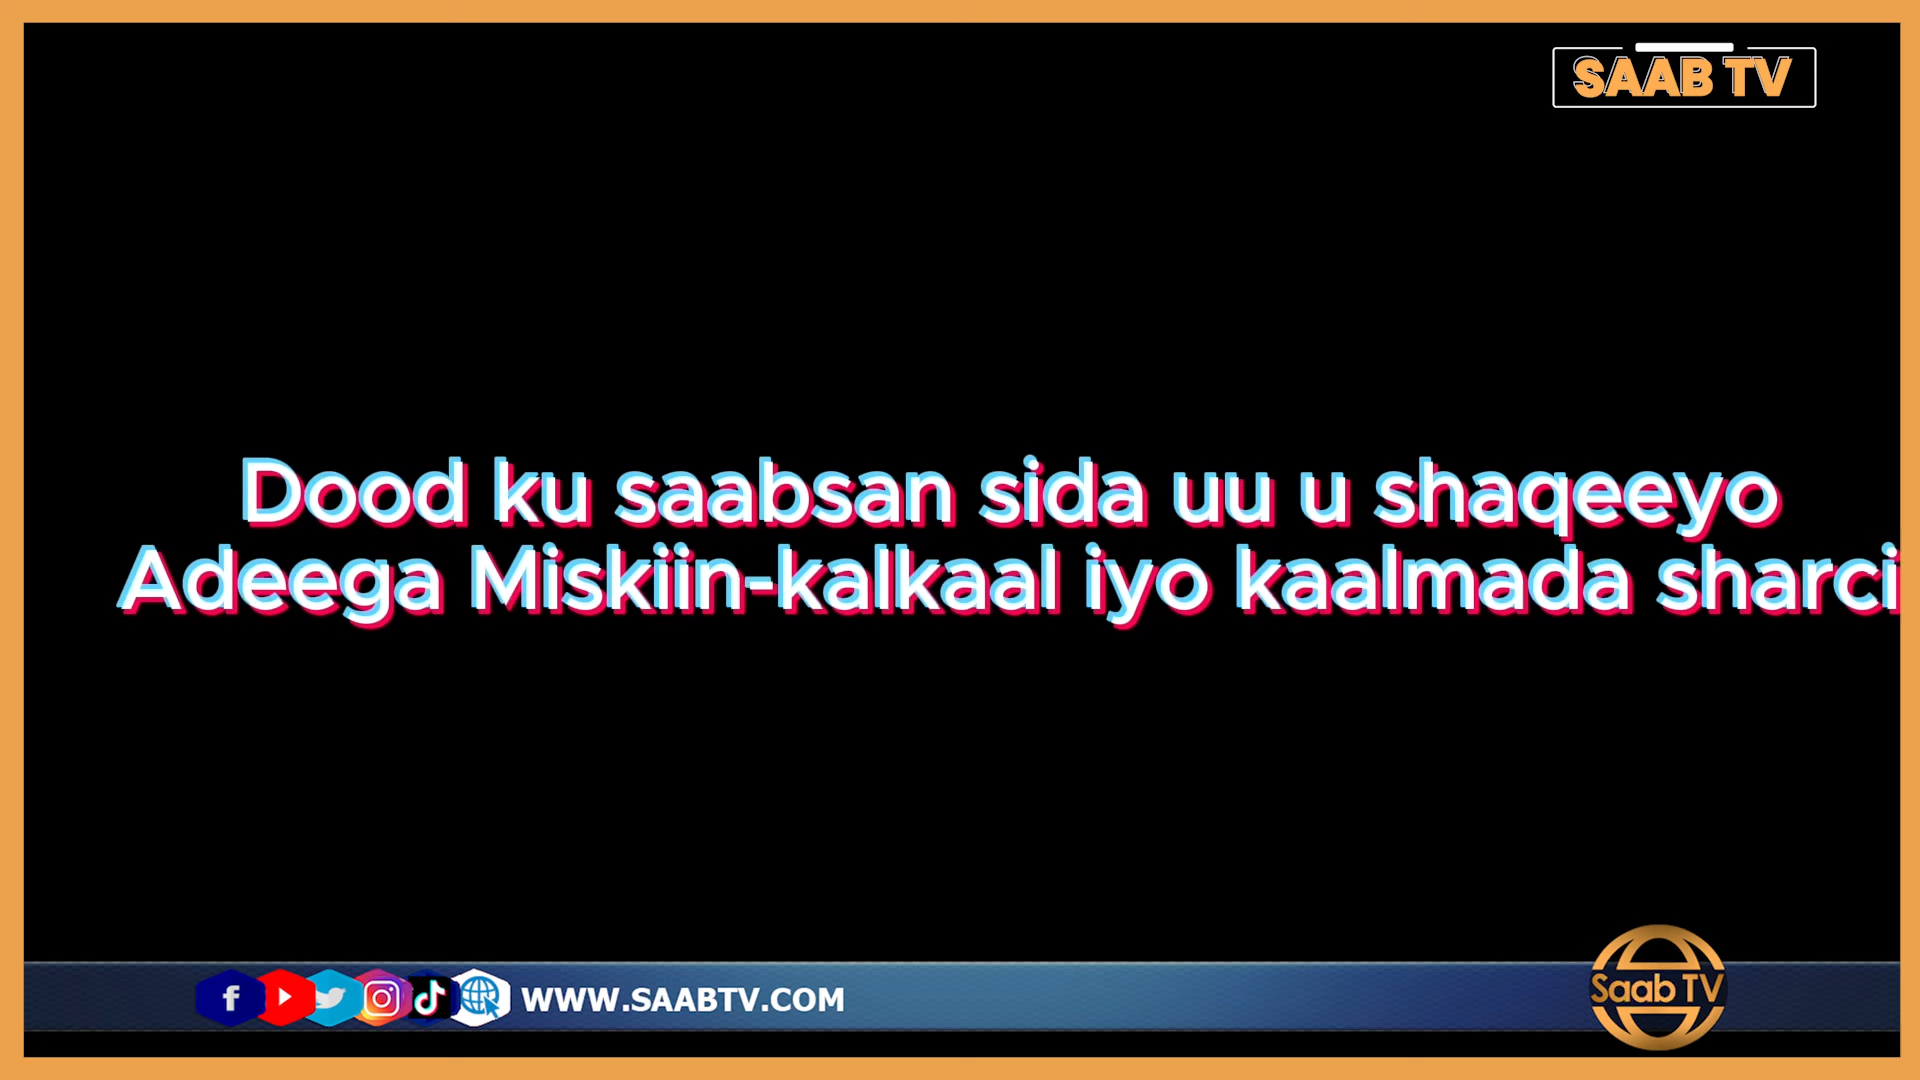 SAAB TV
Dood ku saabsan sida uu u shaqeeyo
Adeega Miskiin-kalkaal iyo kaalmada sharci
WWW.SAABTV.COM
Saab TV